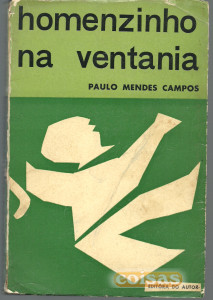 homenzinho
na ventania
PAULO MENDES CAMPOS
coisas
EDITORA DO AUTOR